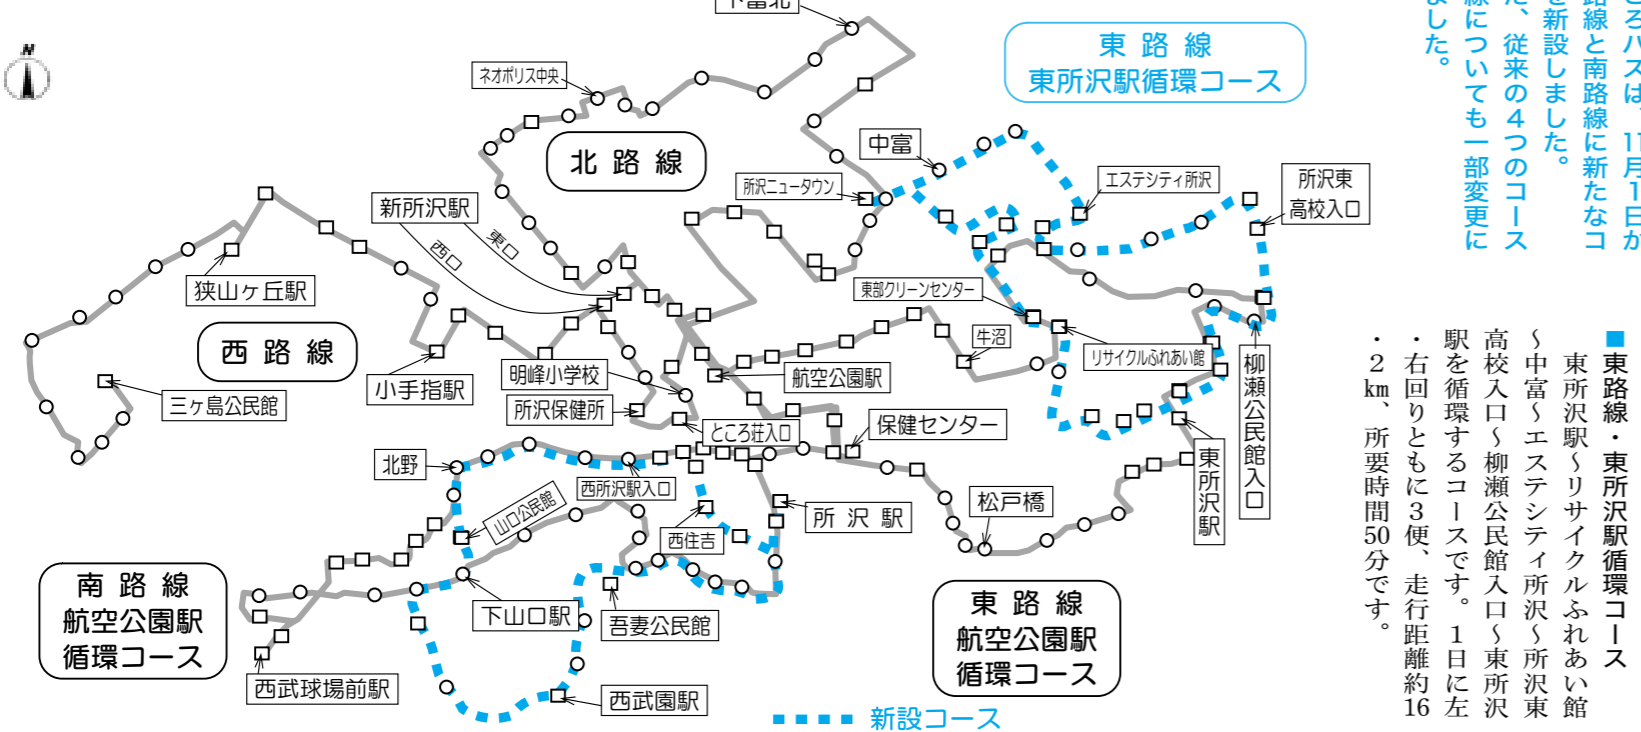 ろバスは、11月1日か
路線と南路線に新たなコ
を新設しました。
た、従来の4つのコース
線についても一部変更に
ました。
■東路線・東所沢駅循環コース
東所沢駅～リサイクルふれあい館
～中富～エステシティ所沢～所沢東
高校入口～柳瀬公民館入口～東所沢
駅を循環するコースです。1日に左
・右回りともに3便、走行距離約16
・2km、所要時間50分です。
N
下富北
東路線
東所沢駅循環コース
ネオポリス中央
北路線
中富
所沢ニュータウン
エステシティ所沢
所沢東
高校入口
新所沢駅
西口
東口
狭山ヶ丘駅
西路線
東部クリーンセンター
牛沼
リサイクルふれあい館
柳瀬公民館入口
小手指駅
明峰小学校
航空公園駅
三ヶ島公民館
所沢保健所
ところ荘入口
保健センター
東所沢駅
北野
西所沢駅入口
山口公民館
所沢駅
松戸橋
西住吉
南路線
航空公園駅
循環コース
下山口駅
吾妻公民館
東路線
航空公園駅
循環コース
西武球場前駅
西武園駅
新設コース